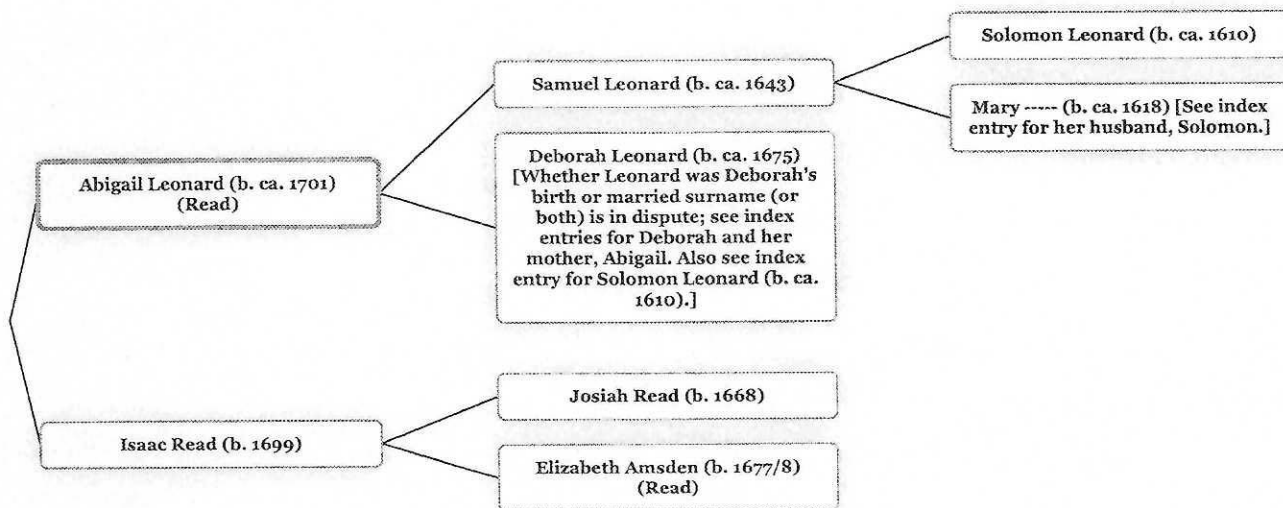 Solomon Leonard (b. ca. 1610)
Samuel Leonard (b. ca. 1643)
Mary ----- (b. ca. 1618) [See index
entry for her husband, Solomon.]
Abigail Leonard (b. ca. 1701)
(Read)
Deborah Leonard (b. ca. 1675)
[Whether Leonard was Deborah's
birth or married surname (or
both) is in dispute; see index
entries for Deborah and her
mother, Abigail. Also see index
entry for Solomon Leonard (b. ca.
1610).]
Josiah Read (b. 1668)
Isaac Read (b. 1699)
Elizabeth Amsden (b. 1677/8)
(Read)